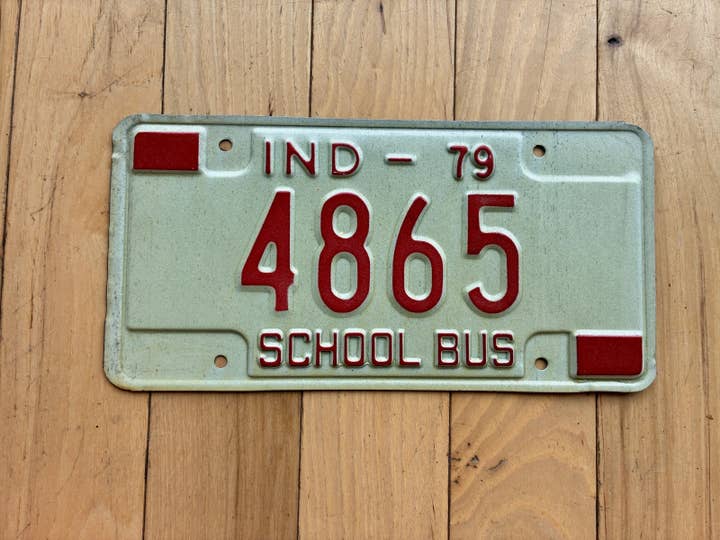 IND - 79
4865
SCHOOL BUS